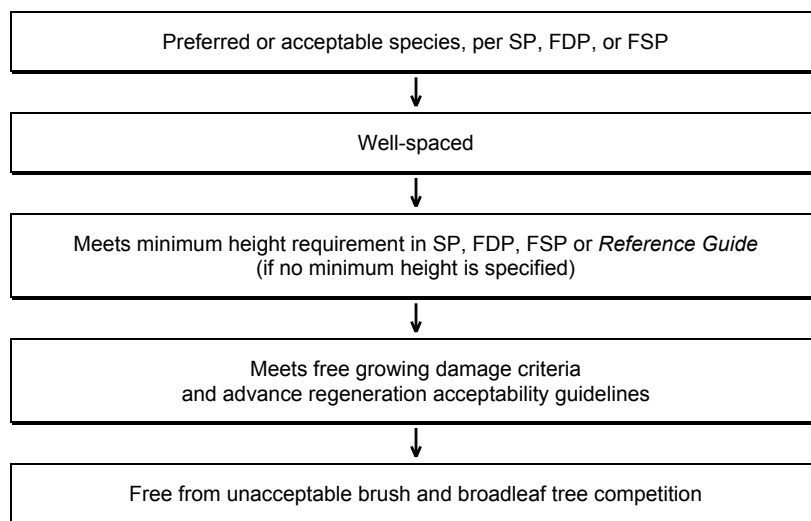 Preferred or acceptable species, per SP, FDP, or FSP
Well-spaced
Meets minimum height requirement in SP, FDP, FSP or Reference Guide
(if no minimum height is specified)
Meets free growing damage criteria
and advance regeneration acceptability guidelines
Free from unacceptable brush and broadleaf tree competition